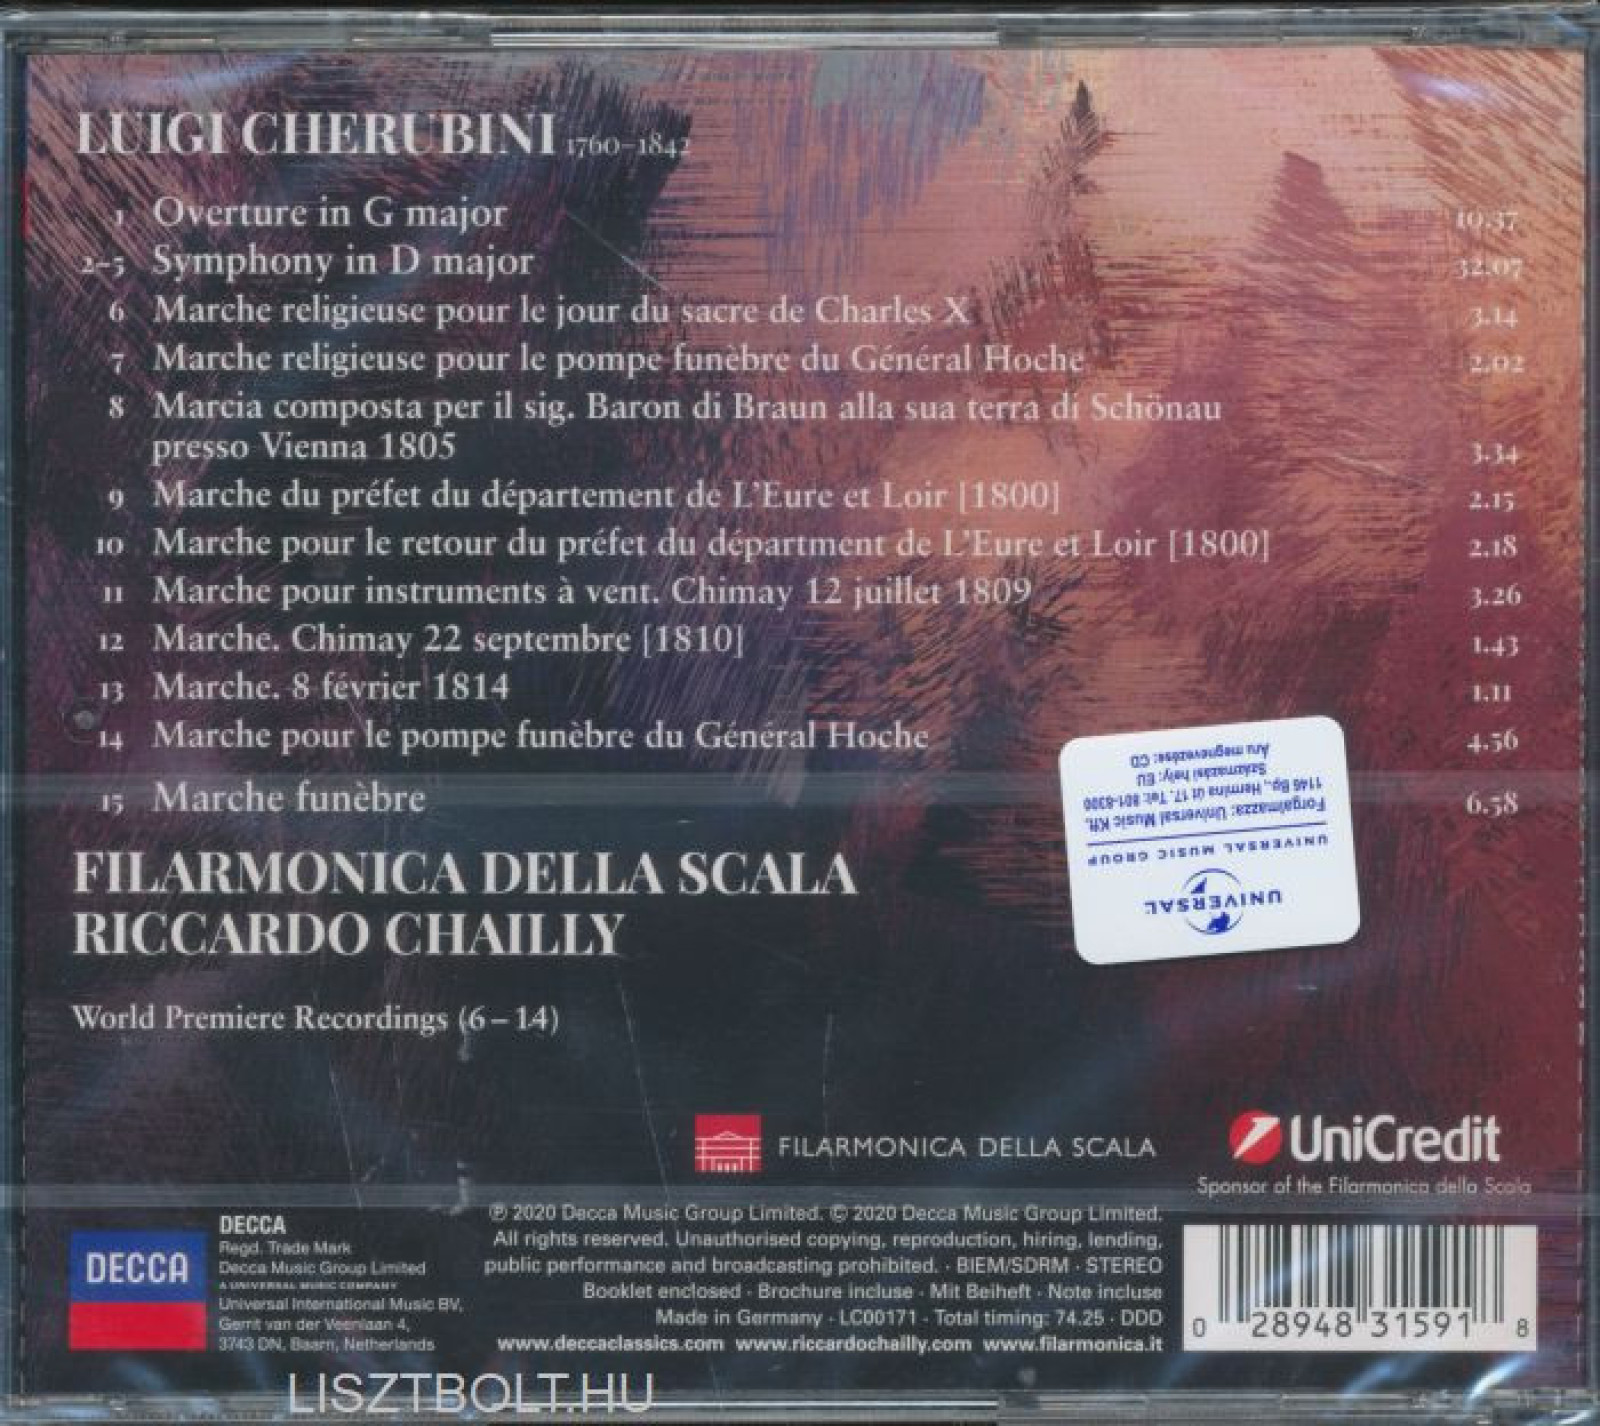 LUIGI CHERUBINI 1760–1842
1 Overture in G major 10.37
2–5 Symphony in D major 32.07
6 Marche religieuse pour le jour du sacre de Charles X 3.14
7 Marche religieuse pour le pompe funèbre du Général Hoche 2.02
8 Marcia composta per il sig. Baron di Braun alla sua terra di Schönau
presso Vienna 1805 3.34
9 Marche du préfet du département de L'Eure et Loir [1800] 2.15
10 Marche pour le retour du préfet du départment de L'Eure et Loir [1800] 2.18
11 Marche pour instruments à vent. Chimay 12 juillet 1809 3.26
12 Marche. Chimay 22 septembre [1810] 1.43
13 Marche. 8 février 1814 1.11
14 Marche pour le pompe funèbre du Général Hoche 4.56
15 Marche funèbre 6.58
FILARMONICA DELLA SCALA
RICCARDO CHAILLY
World Premiere Recordings (6–14)
UNIVERSAL
UNIVERSAL MUSIC GROUP
Forgalmazza: Universal Music Kft.
1146 Bp., Hermina út 17. Tel: 801-8300
Származási hely: EU
Áru megnevezése: CD
FILARMONICA DELLA SCALA
UniCredit
Sponsor of the Filarmonica della Scala
DECCA
DECCA
Regd. Trade Mark
Decca Music Group Limited
A UNIVERSAL MUSIC COMPANY
Universal International Music BV,
Gerrit van der Veenlaan 4,
3743 DN, Baarn, Netherlands
℗ 2020 Decca Music Group Limited. © 2020 Decca Music Group Limited.
All rights reserved. Unauthorised copying, reproduction, hiring, lending,
public performance and broadcasting prohibited. · BIEM/SDRM · STEREO
Booklet enclosed · Brochure incluse · Mit Beiheft · Note incluse
Made in Germany · LC00171 · Total timing: 74.25 · DDD
www.deccaclassics.com www.riccardochailly.com www.filarmonica.it
0 28948 31591 8
LISZTBOLT.HU